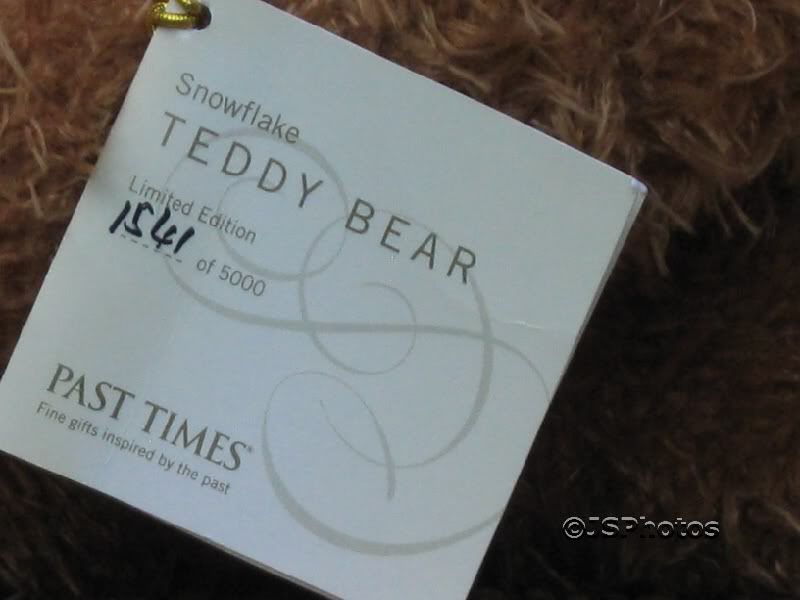 Snowflake
TEDDY BEAR
Limited Edition
1541 of 5000
PAST TIMES®
Fine gifts inspired by the past
©JSPhotos